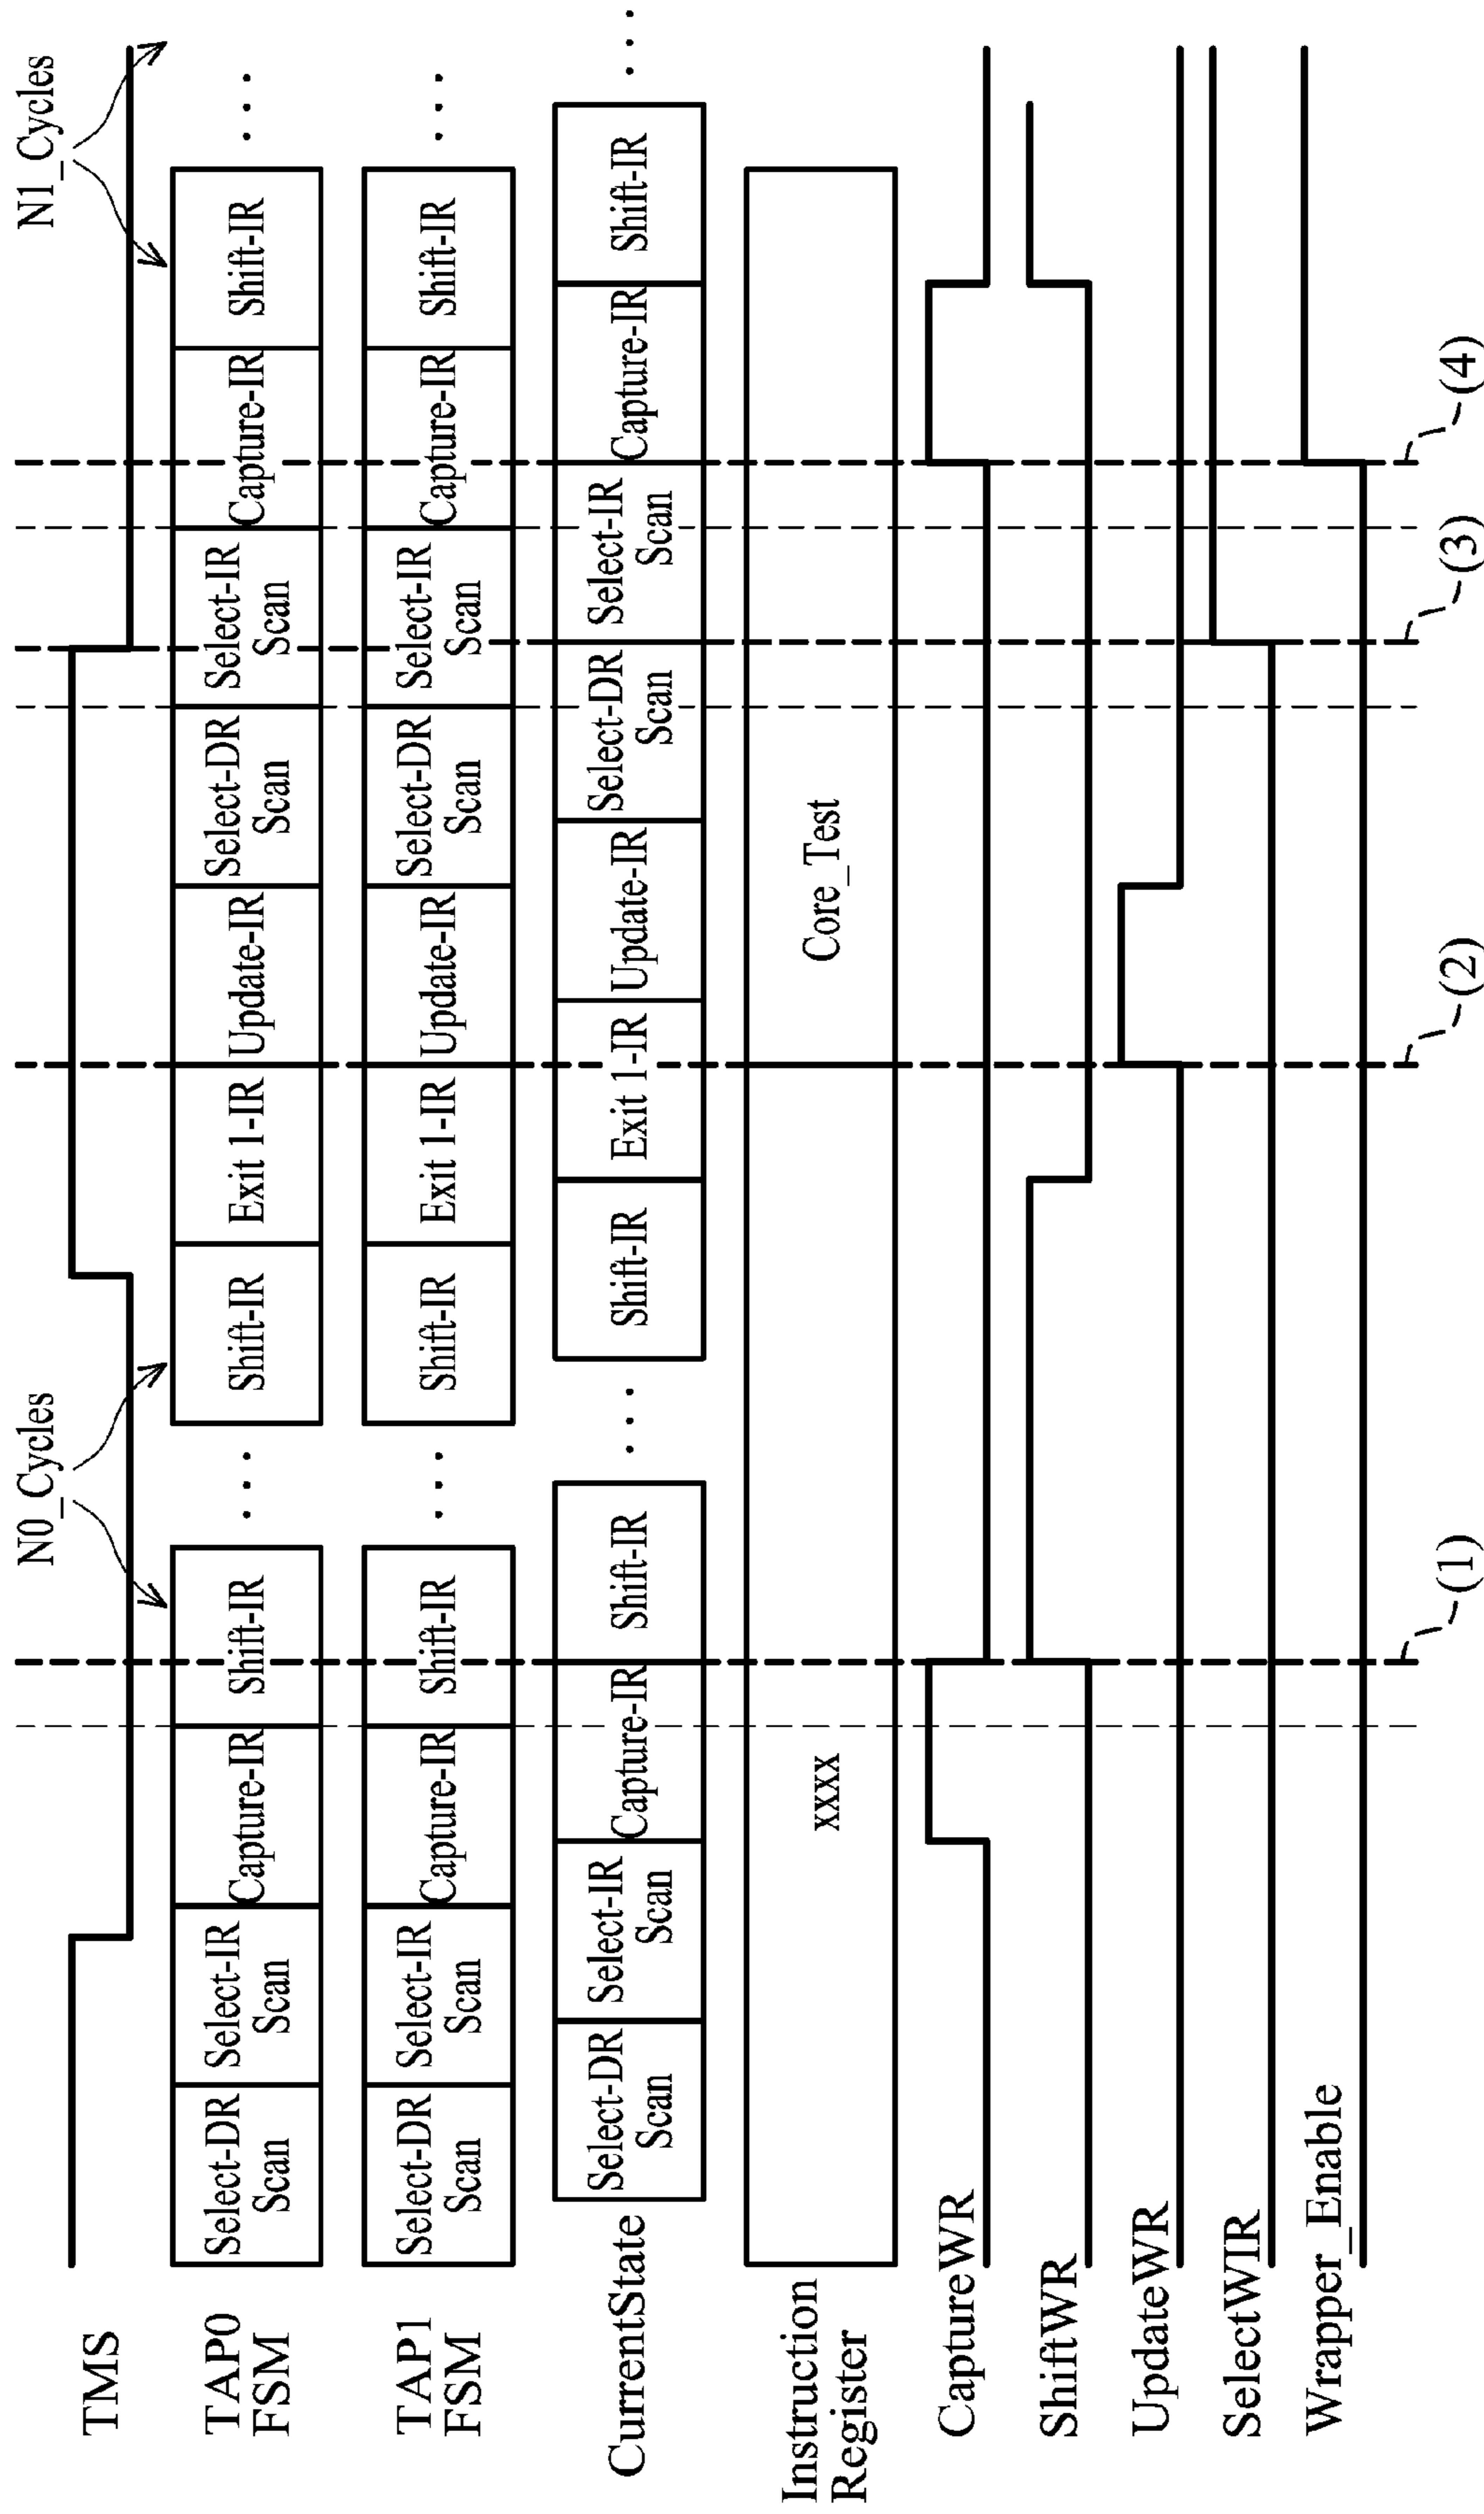 N0_Cycles
N1_Cycles
TMS
TAP0
FSM
Select-DR
Scan
Select-IR
Scan
Capture-IR
Shift-IR
...
Shift-IR
Exit 1-IR
Update-IR
Select-DR
Scan
Select-IR
Scan
Capture-IR
Shift-IR
...
TAP1
FSM
Select-DR
Scan
Select-IR
Scan
Capture-IR
Shift-IR
...
Shift-IR
Exit 1-IR
Update-IR
Select-DR
Scan
Select-IR
Scan
Capture-IR
Shift-IR
...
CurrentState
Select-DR
Scan
Select-IR
Scan
Capture-IR
Shift-IR
...
Shift-IR
Exit 1-IR
Update-IR
Select-DR
Scan
Select-IR
Scan
Capture-IR
Shift-IR
...
Instruction
Register
xxxx
Core_Test
CaptureWR
ShiftWR
UpdateWR
SelectWIR
Wrapper_Enable
(1)
(2)
(3)
(4)